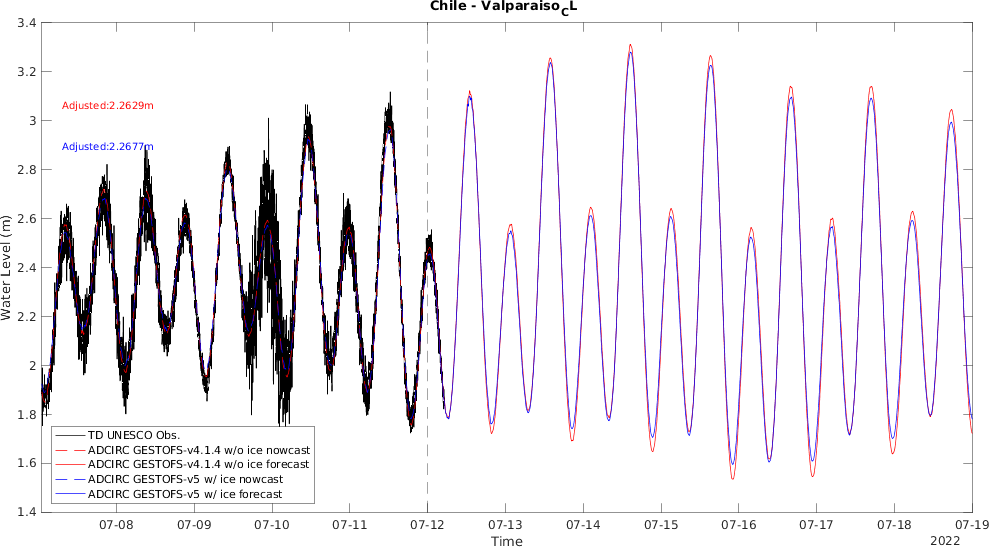 Chile - Valparaiso_CL
3.4
3.2
3
2.8
2.6
2.4
2.2
2
1.8
1.6
1.4
Water Level (m)
Adjusted:2.2629m
Adjusted:2.2677m
TD UNESCO Obs.
ADCIRC GESTOFS-v4.1.4 w/o ice nowcast
ADCIRC GESTOFS-v4.1.4 w/o ice forecast
ADCIRC GESTOFS-v5 w/ ice nowcast
ADCIRC GESTOFS-v5 w/ ice forecast
07-08 07-09 07-10 07-11 07-12 07-13 07-14 07-15 07-16 07-17 07-18 07-19
Time
2022